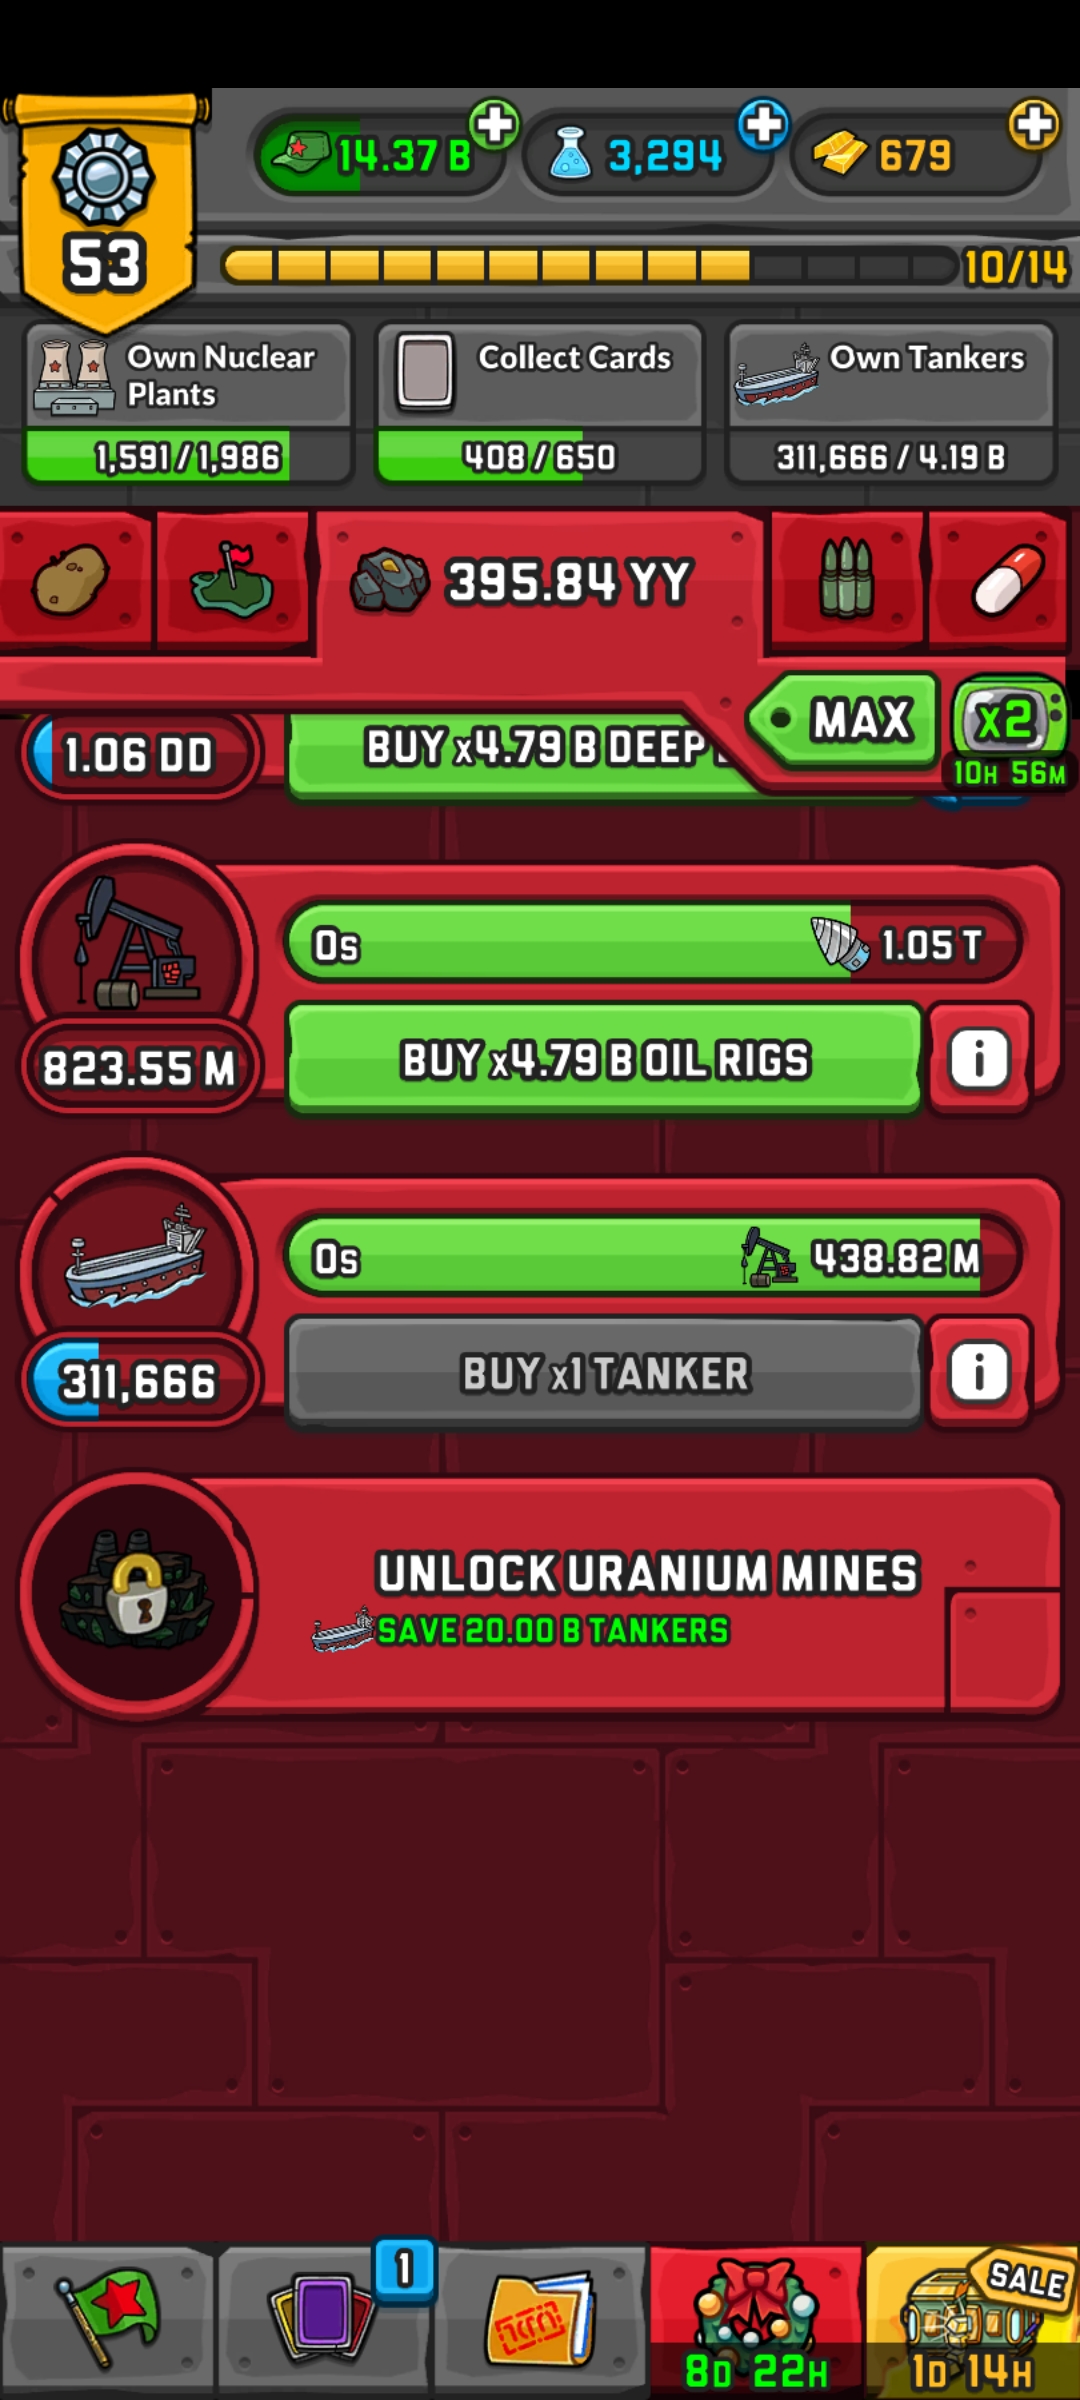 14.37 B
3,294
679
53
10/14
Own Nuclear Plants
Collect Cards
Own Tankers
1,591/1,986
408/650
311,666/4.19 B
395.84 YY
MAX
x2
10H 56M
1.06 DD
BUY x4.79 B DEEP
0s
1.05 T
823.55 M
BUY x4.79 B OIL RIGS
i
0s
438.82 M
311,666
BUY x1 TANKER
i
UNLOCK URANIUM MINES
SAVE 20.00 B TANKERS
1
SALE
8D 22H
1D 14H